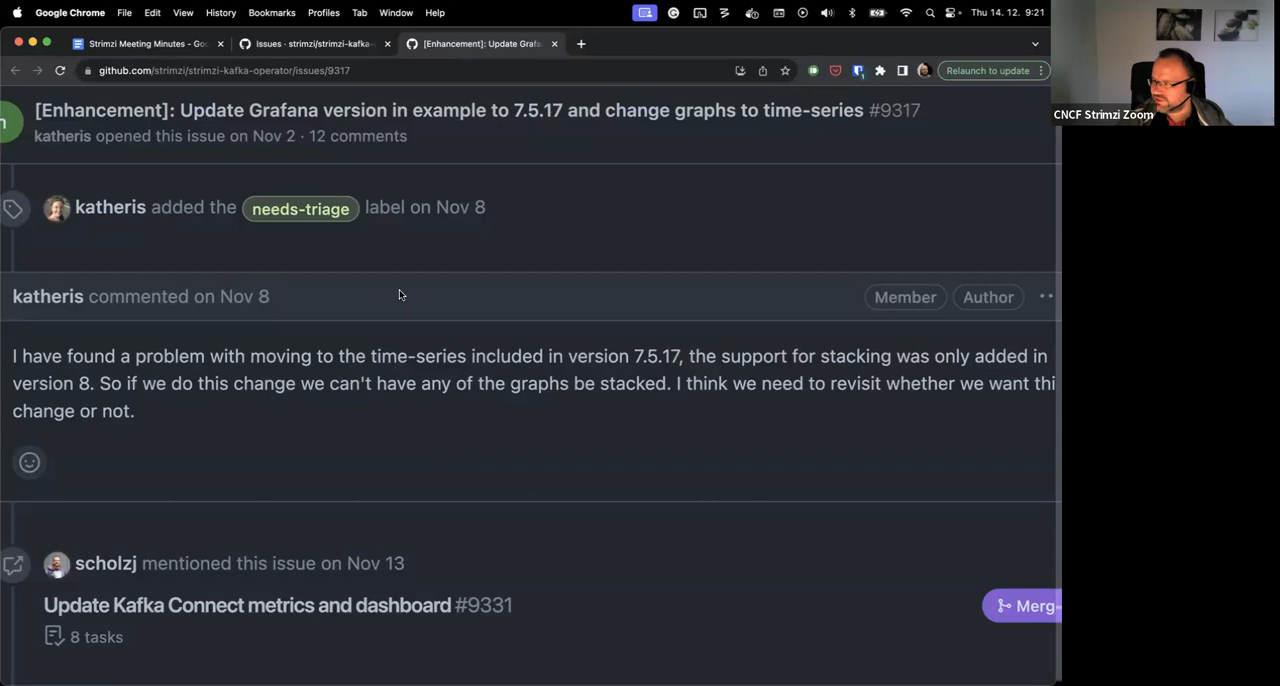 Google Chrome File Edit View History Bookmarks Profiles Tab Window Help Thu 14. 12. 9:21
Strimzi Meeting Minutes - Go Issues · strimzi/strimzi-kafka- [Enhancement]: Update Grafa
github.com/strimzi/strimzi-kafka-operator/issues/9317 Relaunch to update
CNCF Strimzi Zoom
[Enhancement]: Update Grafana version in example to 7.5.17 and change graphs to time-series #9317
katheris opened this issue on Nov 2 · 12 comments
katheris added the needs-triage label on Nov 8
katheris commented on Nov 8 Member Author
I have found a problem with moving to the time-series included in version 7.5.17, the support for stacking was only added in
version 8. So if we do this change we can't have any of the graphs be stacked. I think we need to revisit whether we want thi
change or not.
scholzj mentioned this issue on Nov 13
Update Kafka Connect metrics and dashboard #9331
Merg
8 tasks